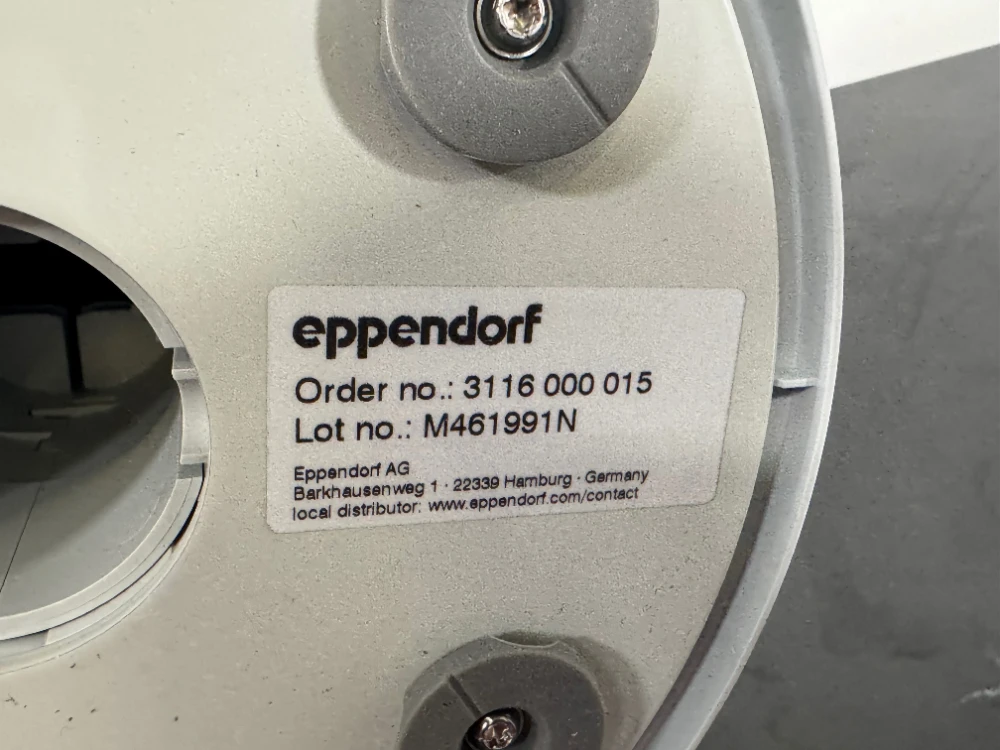 eppendorf
Order no.: 3116 000 015
Lot no.: M461991N
Eppendorf AG
Barkhausenweg 1 · 22339 Hamburg · Germany
local distributor: www.eppendorf.com/contact